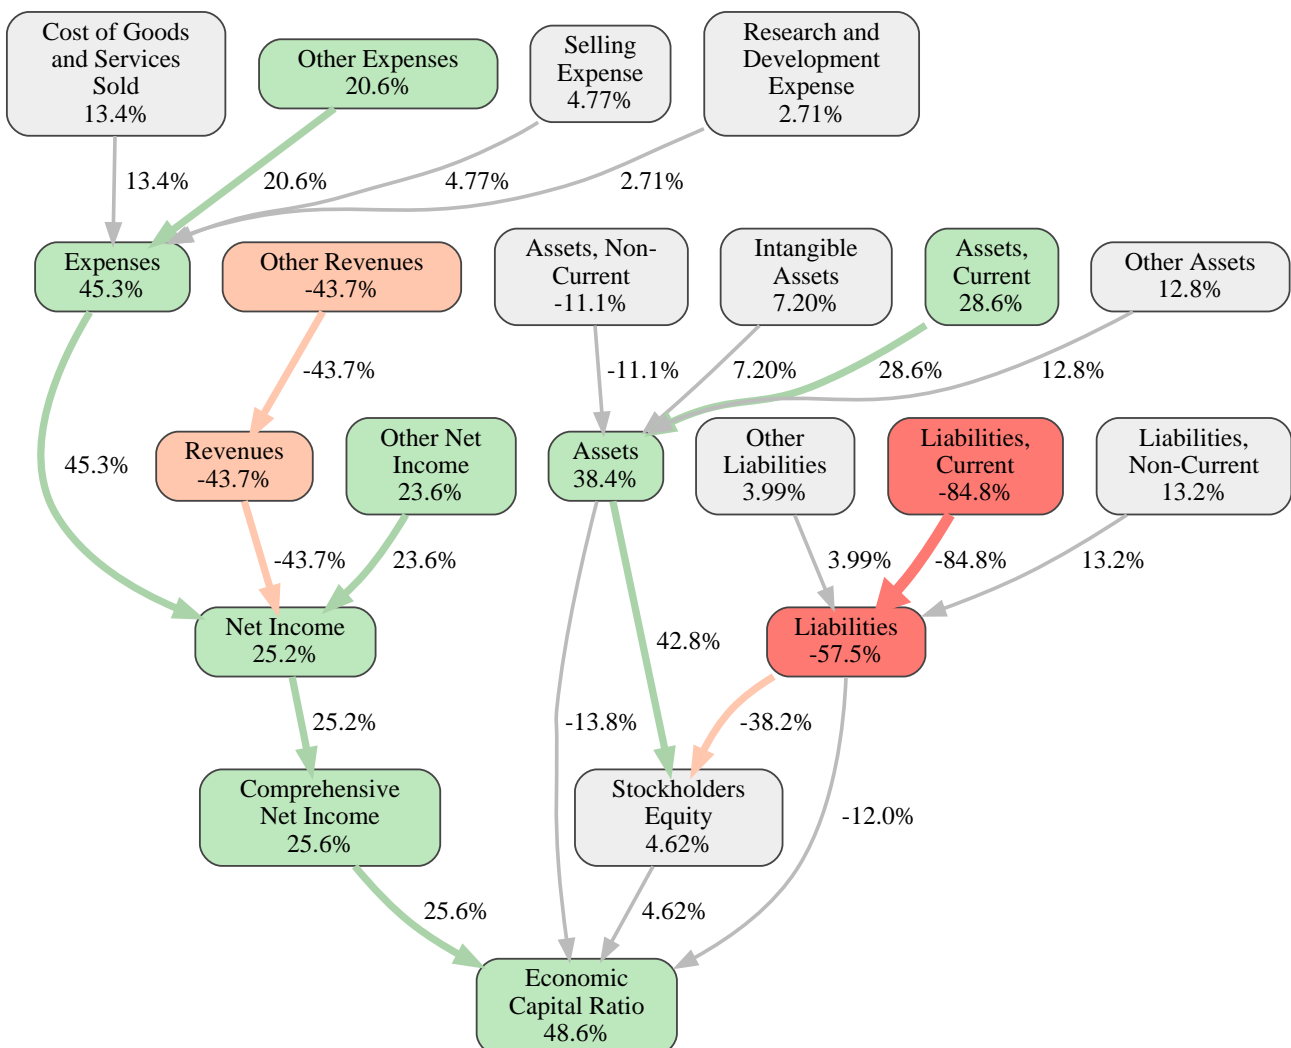 Cost of Goods
and Services
Sold
13.4%
Other Expenses
20.6%
Selling
Expense
4.77%
Research and
Development
Expense
2.71%
13.4%
20.6%
4.77%
2.71%
Expenses
45.3%
Other Revenues
-43.7%
Assets, Non-
Current
-11.1%
Intangible
Assets
7.20%
Assets,
Current
28.6%
Other Assets
12.8%
-43.7%
-11.1%
7.20%
28.6%
12.8%
45.3%
Revenues
-43.7%
Other Net
Income
23.6%
Assets
38.4%
Other
Liabilities
3.99%
Liabilities,
Current
-84.8%
Liabilities,
Non-Current
13.2%
-43.7%
23.6%
3.99%
-84.8%
13.2%
Net Income
25.2%
42.8%
Liabilities
-57.5%
25.2%
-13.8%
-38.2%
Comprehensive
Net Income
25.6%
Stockholders
Equity
4.62%
-12.0%
25.6%
4.62%
Economic
Capital Ratio
48.6%